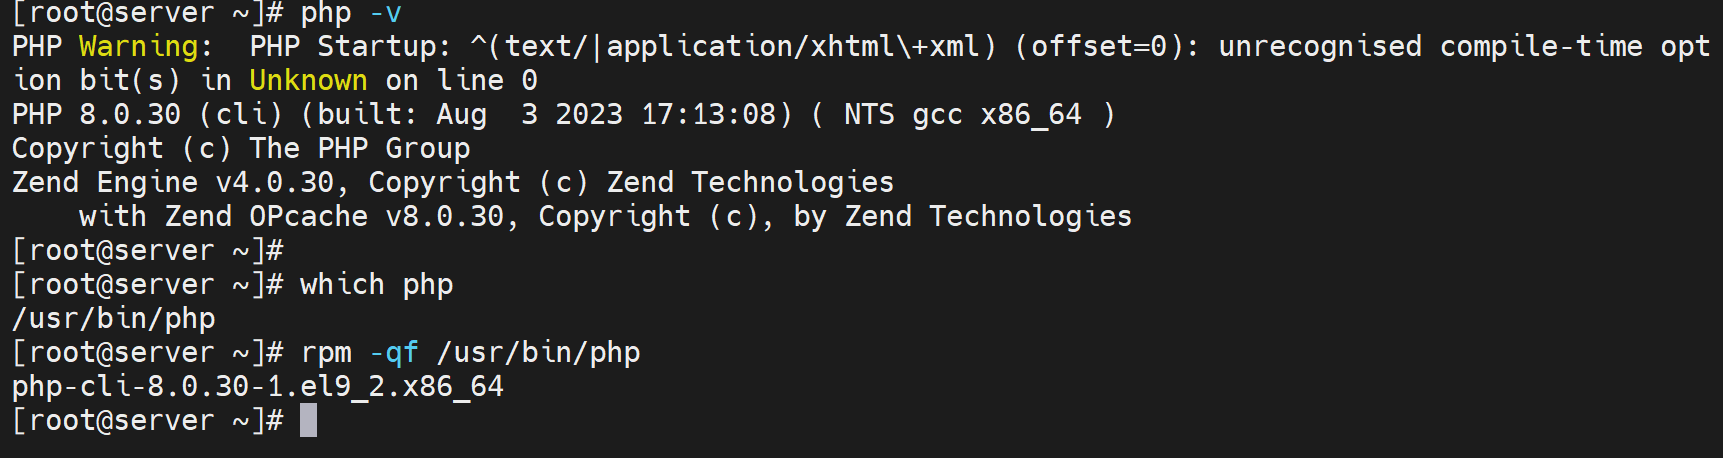 [root@server ~]# php -v
PHP Warning:  PHP Startup: ^(text/|application/xhtml\+xml) (offset=0): unrecognised compile-time opt
ion bit(s) in Unknown on line 0
PHP 8.0.30 (cli) (built: Aug  3 2023 17:13:08) ( NTS gcc x86_64 )
Copyright (c) The PHP Group
Zend Engine v4.0.30, Copyright (c) Zend Technologies
    with Zend OPcache v8.0.30, Copyright (c), by Zend Technologies
[root@server ~]#
[root@server ~]# which php
/usr/bin/php
[root@server ~]# rpm -qf /usr/bin/php
php-cli-8.0.30-1.el9_2.x86_64
[root@server ~]#